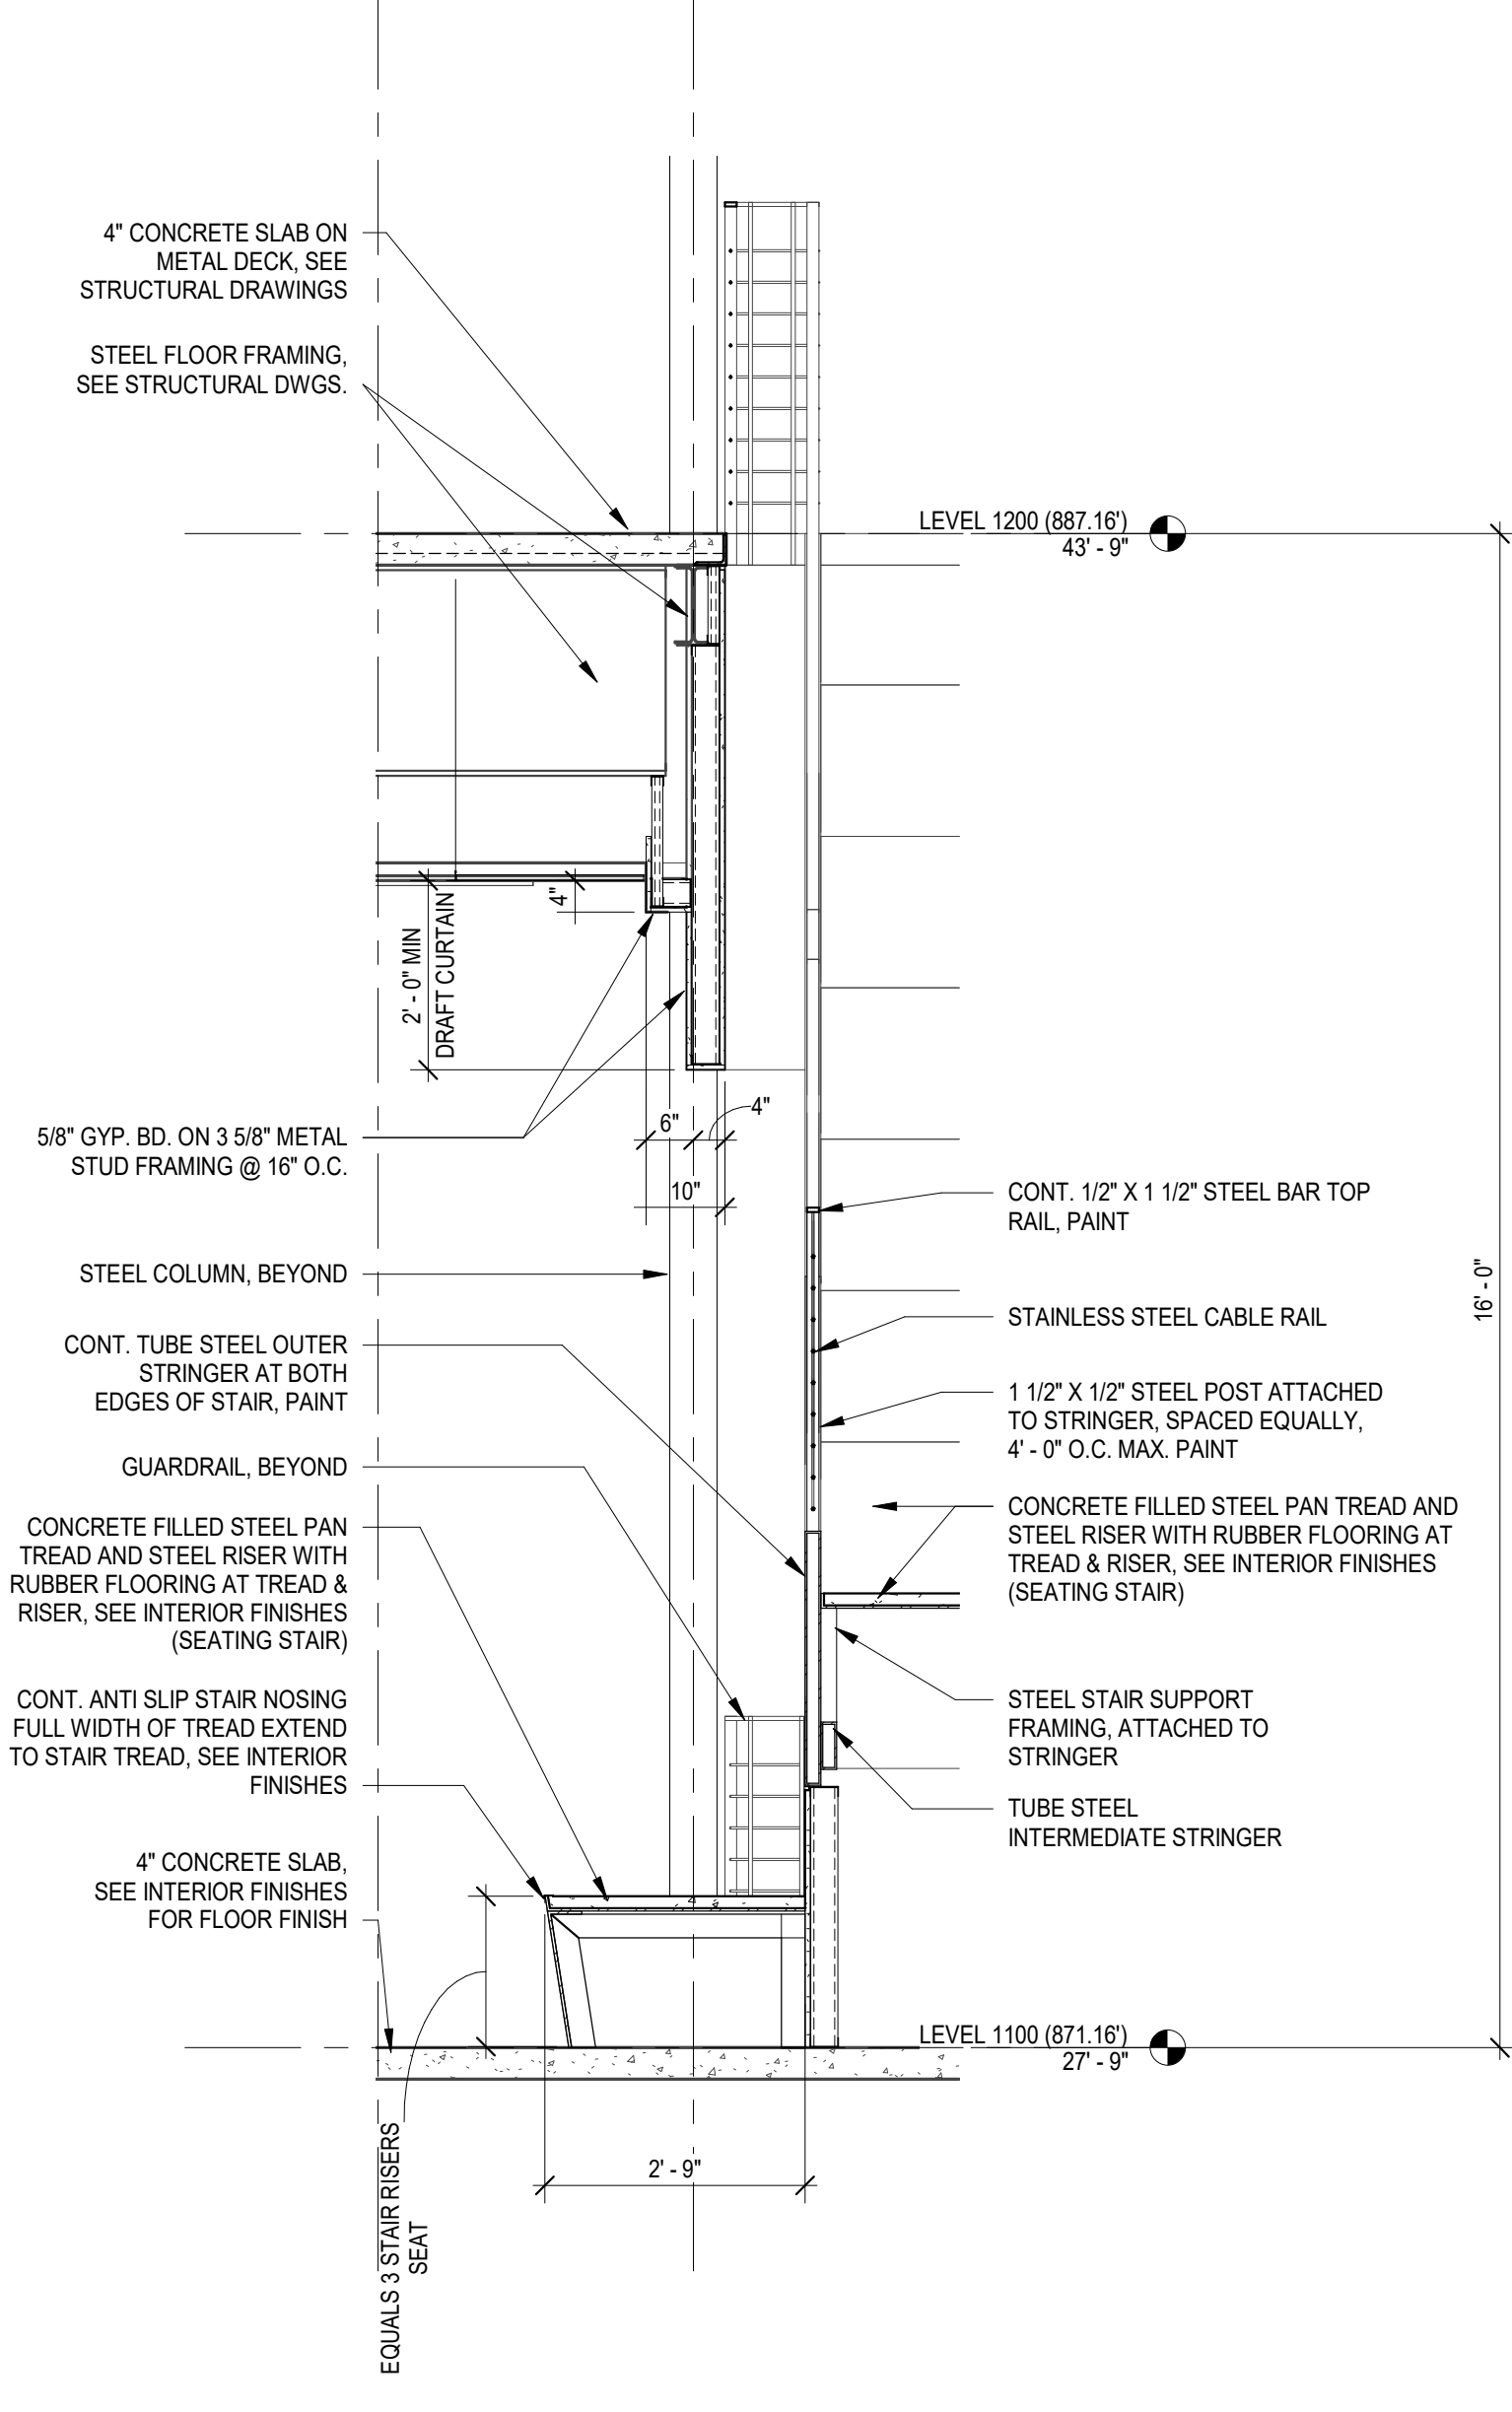 4" CONCRETE SLAB ON
METAL DECK, SEE
STRUCTURAL DRAWINGS
STEEL FLOOR FRAMING,
SEE STRUCTURAL DWGS.
LEVEL 1200 (887.16')
43' - 9"
4"
2' - 0" MIN
DRAFT CURTAIN
6"
4"
10"
5/8" GYP. BD. ON 3 5/8" METAL
STUD FRAMING @ 16" O.C.
STEEL COLUMN, BEYOND
CONT. TUBE STEEL OUTER
STRINGER AT BOTH
EDGES OF STAIR, PAINT
GUARDRAIL, BEYOND
CONCRETE FILLED STEEL PAN
TREAD AND STEEL RISER WITH
RUBBER FLOORING AT TREAD &
RISER, SEE INTERIOR FINISHES
(SEATING STAIR)
CONT. ANTI SLIP STAIR NOSING
FULL WIDTH OF TREAD EXTEND
TO STAIR TREAD, SEE INTERIOR
FINISHES
4" CONCRETE SLAB,
SEE INTERIOR FINISHES
FOR FLOOR FINISH
CONT. 1/2" X 1 1/2" STEEL BAR TOP
RAIL, PAINT
STAINLESS STEEL CABLE RAIL
1 1/2" X 1/2" STEEL POST ATTACHED
TO STRINGER, SPACED EQUALLY,
4' - 0" O.C. MAX. PAINT
CONCRETE FILLED STEEL PAN TREAD AND
STEEL RISER WITH RUBBER FLOORING AT
TREAD & RISER, SEE INTERIOR FINISHES
(SEATING STAIR)
STEEL STAIR SUPPORT
FRAMING, ATTACHED TO
STRINGER
TUBE STEEL
INTERMEDIATE STRINGER
16' - 0"
LEVEL 1100 (871.16')
27' - 9"
2' - 9"
EQUALS 3 STAIR RISERS
SEAT